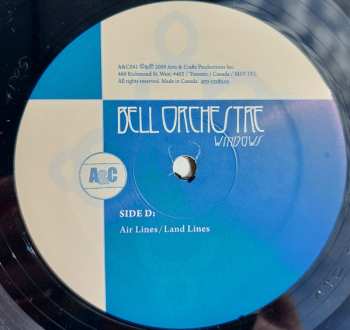 A&C041 ©&℗ 2009 Arts & Crafts Productions Inc.
460 Richmond St. West, #402 / Toronto / Canada / M5V 1Y1.
All rights reserved. Made in Canada.
BELL ORCHESTRE
WINDOWS
A&C
SIDE D:
Air Lines / Land Lines